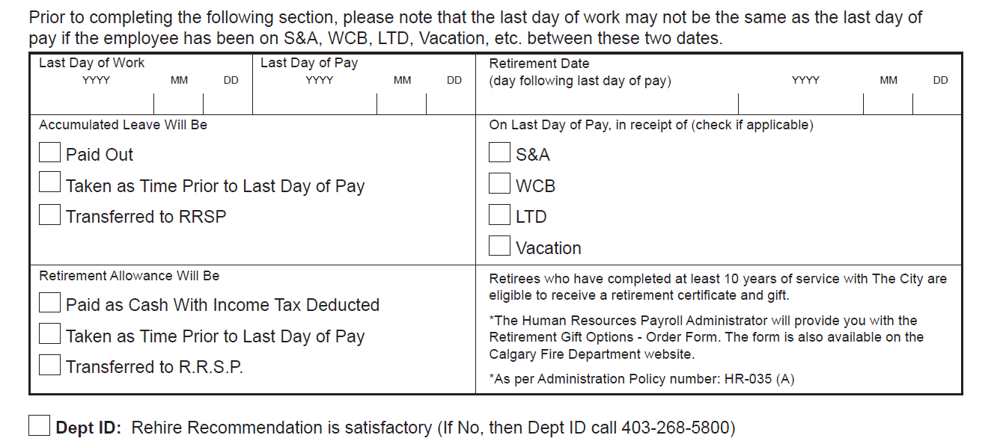 Prior to completing the following section, please note that the last day of work may not be the same as the last day of
pay if the employee has been on S&A, WCB, LTD, Vacation, etc. between these two dates.
Last Day of Work
YYYY MM DD
Last Day of Pay
YYYY MM DD
Retirement Date
(day following last day of pay) YYYY MM DD
Accumulated Leave Will Be
Paid Out
Taken as Time Prior to Last Day of Pay
Transferred to RRSP
On Last Day of Pay, in receipt of (check if applicable)
S&A
WCB
LTD
Vacation
Retirement Allowance Will Be
Paid as Cash With Income Tax Deducted
Taken as Time Prior to Last Day of Pay
Transferred to R.R.S.P.
Retirees who have completed at least 10 years of service with The City are
eligible to receive a retirement certificate and gift.
*The Human Resources Payroll Administrator will provide you with the
Retirement Gift Options - Order Form. The form is also available on the
Calgary Fire Department website.
*As per Administration Policy number: HR-035 (A)
Dept ID: Rehire Recommendation is satisfactory (If No, then Dept ID call 403-268-5800)